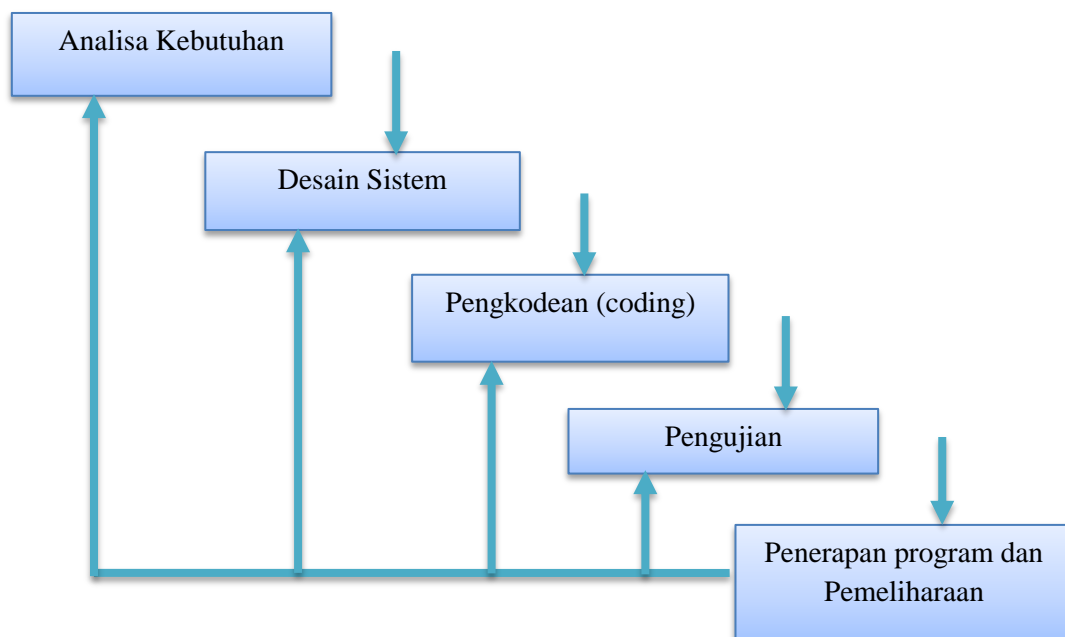 Analisa Kebutuhan
Desain Sistem
Pengkodean (coding)
Pengujian
Penerapan program dan
Pemeliharaan